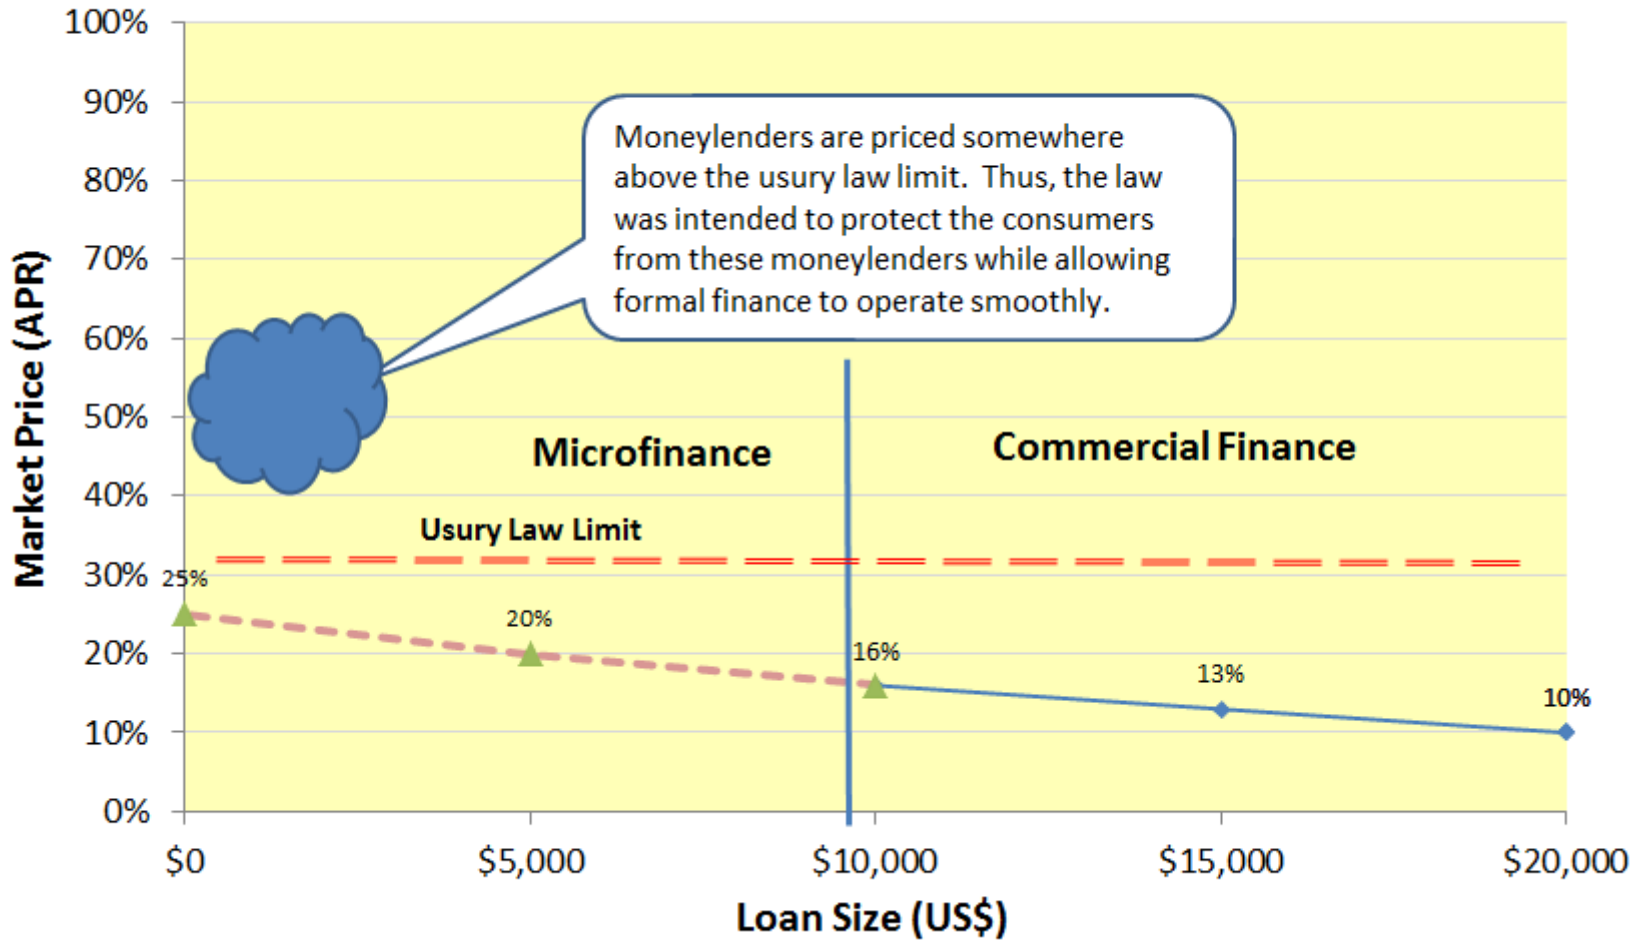 100%
90%
80%
70%
60%
50%
40%
30%
20%
10%
0%
Market Price (APR)
Moneylenders are priced somewhere
above the usury law limit.  Thus, the law
was intended to protect the consumers
from these moneylenders while allowing
formal finance to operate smoothly.
Microfinance
Commercial Finance
Usury Law Limit
25%
20%
16%
13%
10%
$0
$5,000
$10,000
$15,000
$20,000
Loan Size (US$)